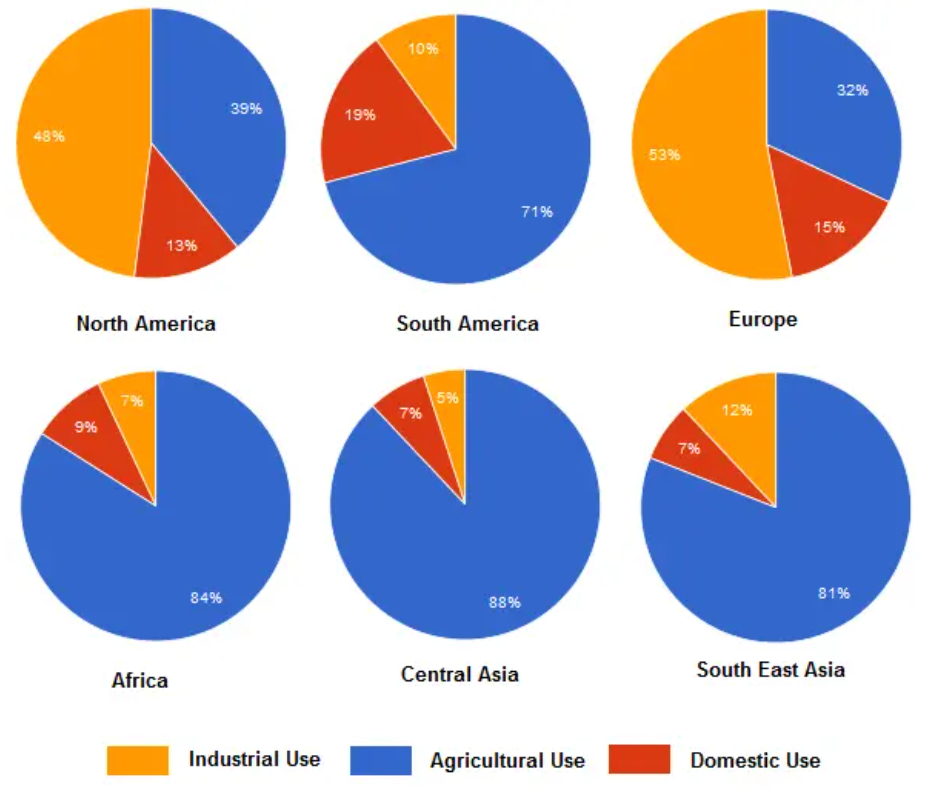 39%
48%
13%
North America
10%
19%
71%
South America
32%
53%
15%
Europe
7%
9%
84%
Africa
5%
7%
88%
Central Asia
12%
7%
81%
South East Asia
Industrial Use
Agricultural Use
Domestic Use